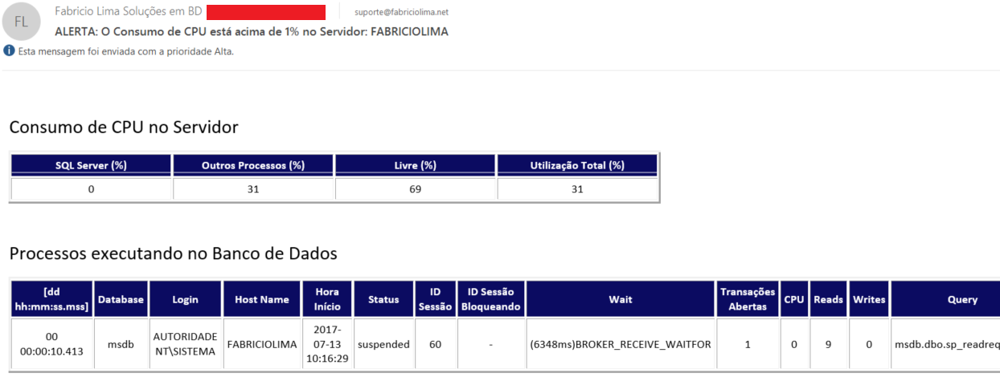 FL
Fabricio Lima Soluções em BD
suporte@fabriciolima.net
ALERTA: O Consumo de CPU está acima de 1% no Servidor: FABRICIOLIMA
Esta mensagem foi enviada com a prioridade Alta.
Consumo de CPU no Servidor
SQL Server (%) Outros Processos (%) Livre (%) Utilização Total (%)
0 31 69 31
Processos executando no Banco de Dados
[dd hh:mm:ss.mss] Database Login Host Name Hora Início Status ID Sessão ID Sessão Bloqueando Wait Transações Abertas CPU Reads Writes Query
00 00:00:10.413 msdb AUTORIDADE NT\SISTEMA FABRICIOLIMA 2017-07-13 10:16:29 suspended 60 - (6348ms)BROKER_RECEIVE_WAITFOR 1 0 9 0 msdb.dbo.sp_readreq